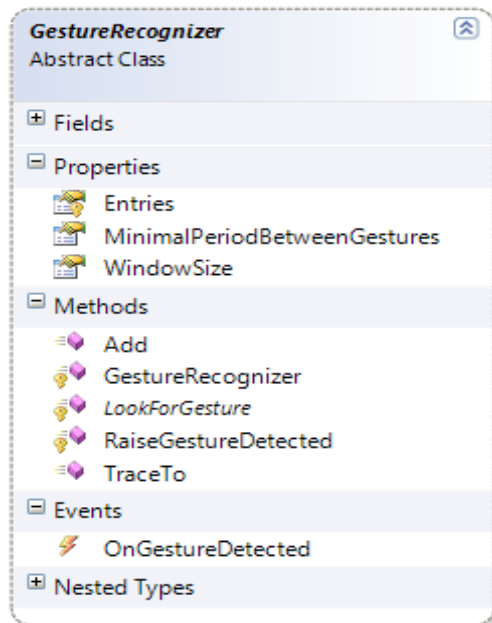 GestureRecognizer
Abstract Class
Fields
Properties
Entries
MinimalPeriodBetweenGestures
WindowSize
Methods
Add
GestureRecognizer
LookForGesture
RaiseGestureDetected
TraceTo
Events
OnGestureDetected
Nested Types